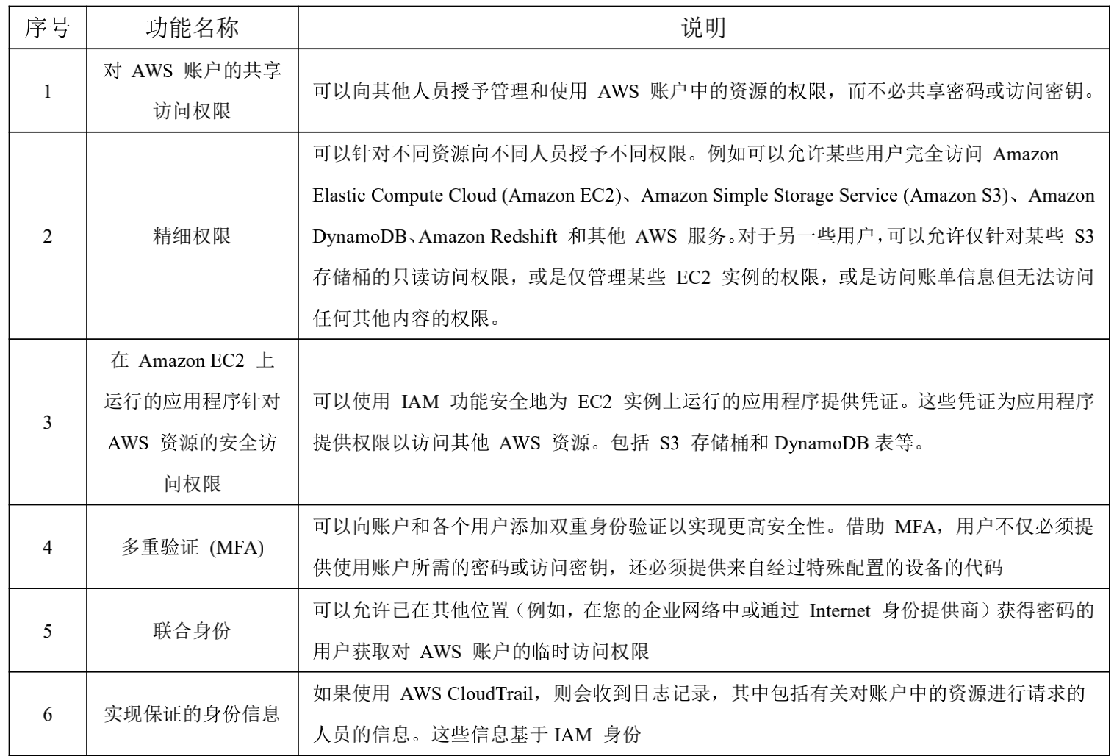 序号 功能名称 说明
1
对 AWS 账户的共享
访问权限
可以向其他人员授予管理和使用 AWS 账户中的资源的权限，而不必共享密码或访问密钥。
2
精细权限
可以针对不同资源向不同人员授予不同权限。例如可以允许某些用户完全访问 Amazon
Elastic Compute Cloud (Amazon EC2)、Amazon Simple Storage Service (Amazon S3)、Amazon
DynamoDB、Amazon Redshift 和其他 AWS 服务。对于另一些用户，可以允许仅针对某些 S3
存储桶的只读访问权限，或是仅管理某些 EC2 实例的权限，或是访问账单信息但无法访问
任何其他内容的权限。
3
在 Amazon EC2 上
运行的应用程序针对
AWS 资源的安全访
问权限
可以使用 IAM 功能安全地为 EC2 实例上运行的应用程序提供凭证。这些凭证为应用程序
提供权限以访问其他 AWS 资源。包括 S3 存储桶和 DynamoDB 表等。
4
多重验证 (MFA)
可以向账户和各个用户添加双重身份验证以实现更高安全性。借助 MFA，用户不仅必须提
供使用账户所需的密码或访问密钥，还必须提供来自经过特殊配置的设备的代码
5
联合身份
可以允许已在其他位置（例如，在您的企业网络中或通过 Internet 身份提供商）获得密码的
用户获取对 AWS 账户的临时访问权限
6
实现保证的身份信息
如果使用 AWS CloudTrail，则会收到日志记录，其中包括有关对账户中的资源进行请求的
人员的信息。这些信息基于 IAM 身份